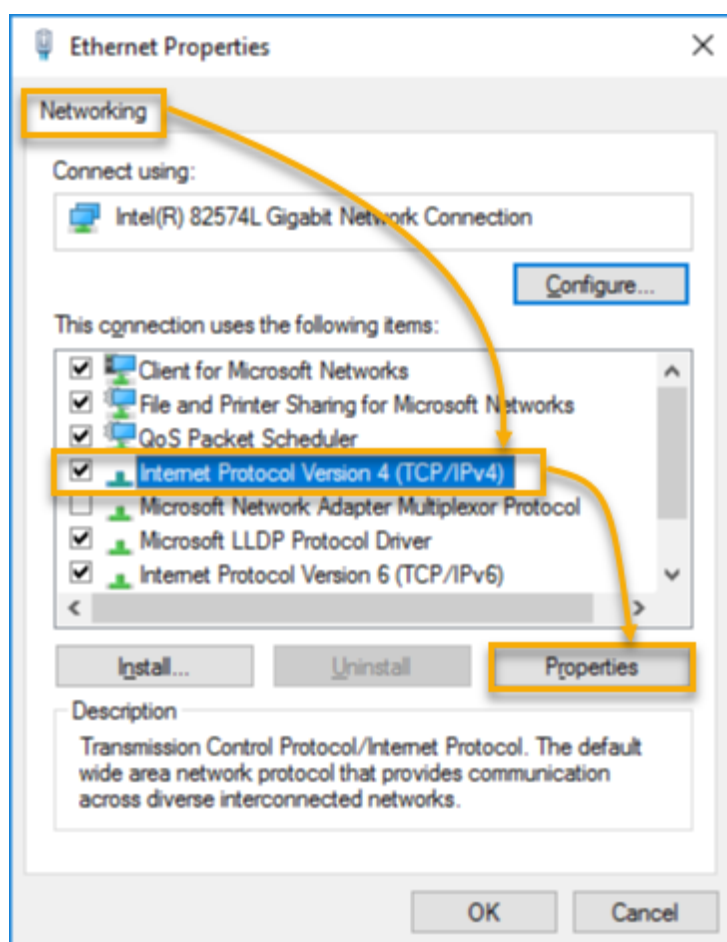 Ethernet Properties
Networking
Connect using:
Intel(R) 82574L Gigabit Network Connection
Configure...
This connection uses the following items:
Client for Microsoft Networks
File and Printer Sharing for Microsoft Networks
QoS Packet Scheduler
Internet Protocol Version 4 (TCP/IPv4)
Microsoft Network Adapter Multiplexor Protocol
Microsoft LLDP Protocol Driver
Internet Protocol Version 6 (TCP/IPv6)
Install... Uninstall Properties
Description
Transmission Control Protocol/Internet Protocol. The default
wide area network protocol that provides communication
across diverse interconnected networks.
OK Cancel